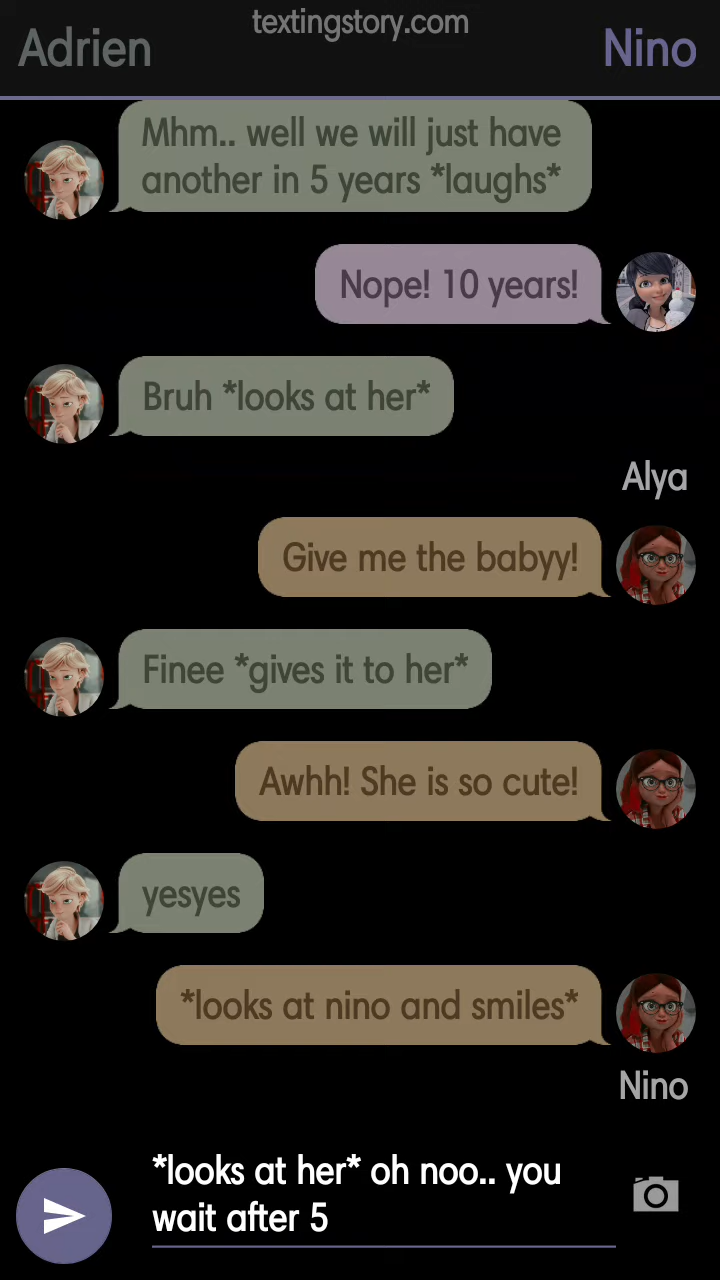 textingstory.com
Adrien
Nino
Mhm.. well we will just have
another in 5 years *laughs*
Nope! 10 years!
Bruh *looks at her*
Alya
Give me the babyy!
Finee *gives it to her*
Awhh! She is so cute!
yesyes
*looks at nino and smiles*
Nino
*looks at her* oh noo.. you
wait after 5